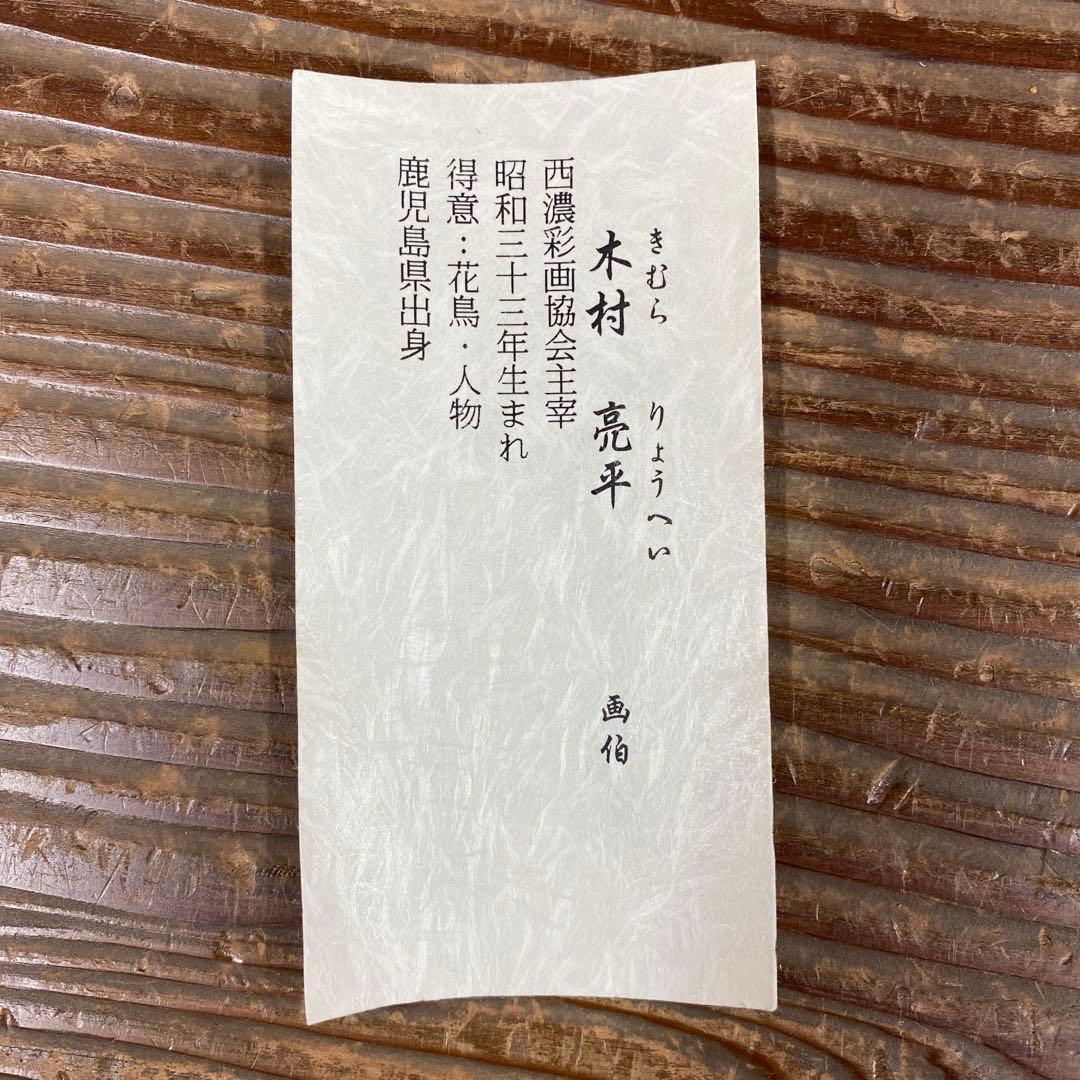 きむら りょうへい
木村 亮平 画伯
西濃彩画協会主宰
昭和三十三年生まれ
得意：花鳥・人物
鹿児島県出身